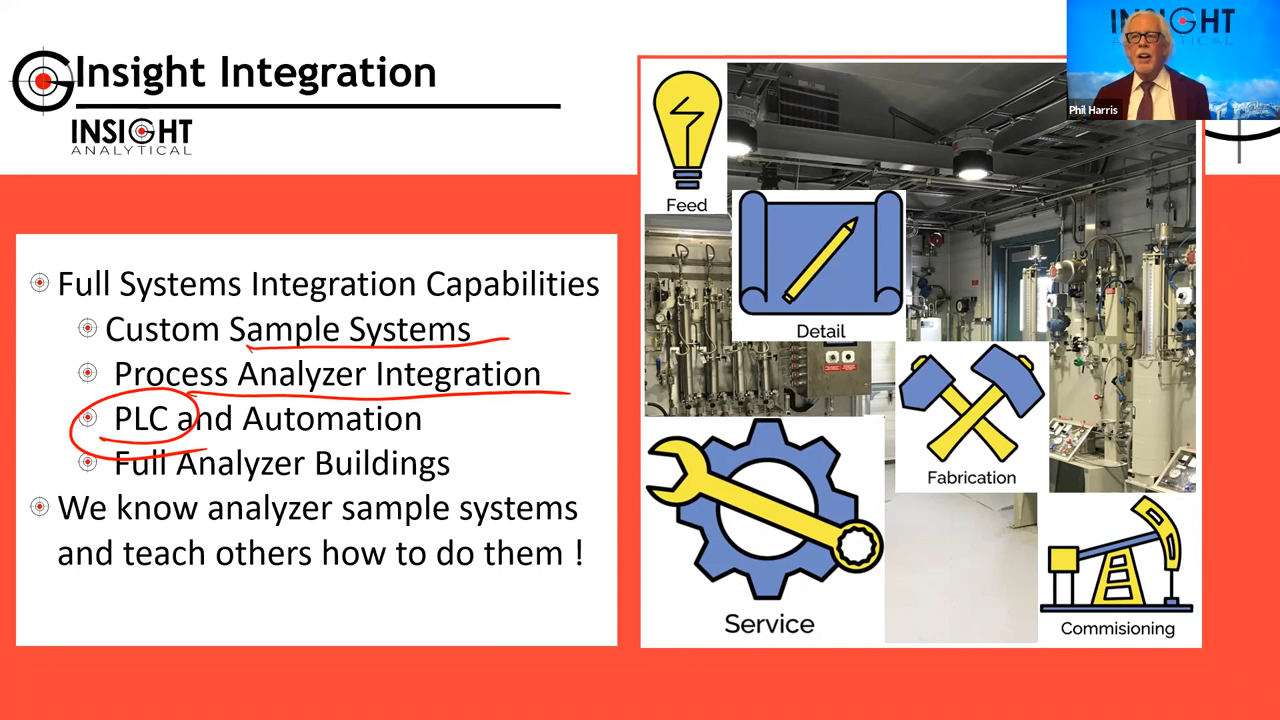 Insight Integration
INSIGHT
ANALYTICAL
Full Systems Integration Capabilities
Custom Sample Systems
Process Analyzer Integration
PLC and Automation
Full Analyzer Buildings
We know analyzer sample systems
and teach others how to do them !
Feed
Detail
Fabrication
Service
Commisioning
INSIGHT
ANALYTICAL
Phil Harris